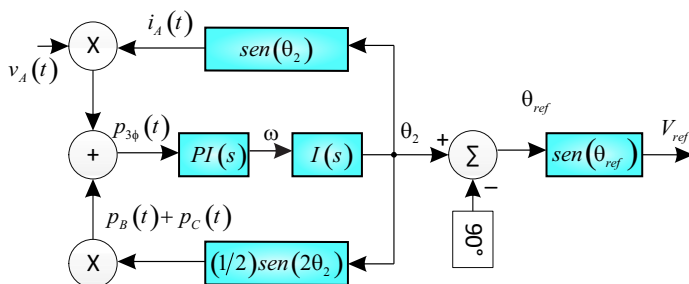 i_A(t)
X
sen(θ_2)
v_A(t)
θ_ref
p_3ϕ(t)
ω
θ_2
+
V_ref
+
PI(s)
I(s)
Σ
sen(θ_ref)
−
p_B(t)+ p_C(t)
90°
X
(1/2)sen(2θ_2)